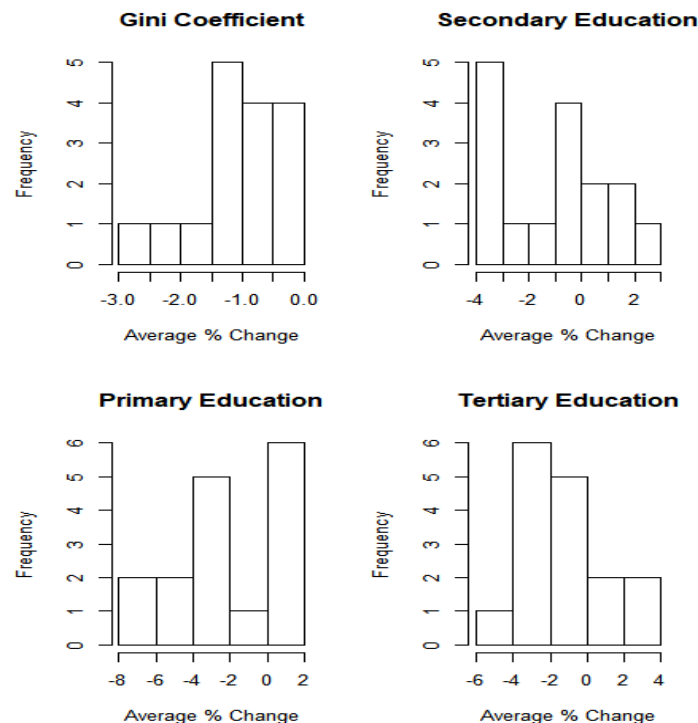 Gini Coefficient
Frequency
0 1 2 3 4 5
-3.0 -2.0 -1.0 0.0
Average % Change
Secondary Education
Frequency
0 1 2 3 4 5
-4 0 2
Average % Change
Primary Education
Frequency
0 1 2 3 4 5 6
-8 -6 -4 -2 0 2
Average % Change
Tertiary Education
Frequency
0 1 2 3 4 5 6
-6 -4 -2 0 2 4
Average % Change